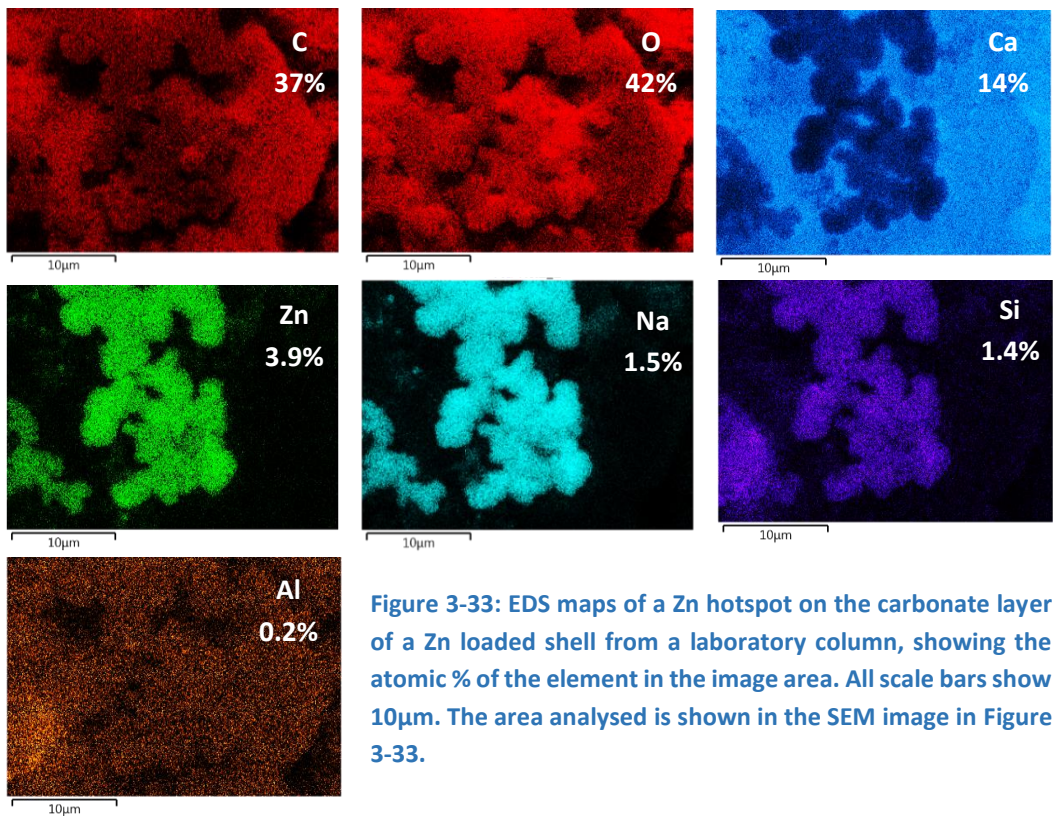 C
37%
O
42%
Ca
14%
10µm
10µm
10µm
Zn
3.9%
Na
1.5%
Si
1.4%
10µm
10µm
10µm
Al
0.2%
10µm
Figure 3-33: EDS maps of a Zn hotspot on the carbonate layer
of a Zn loaded shell from a laboratory column, showing the
atomic % of the element in the image area. All scale bars show
10µm. The area analysed is shown in the SEM image in Figure
3-33.